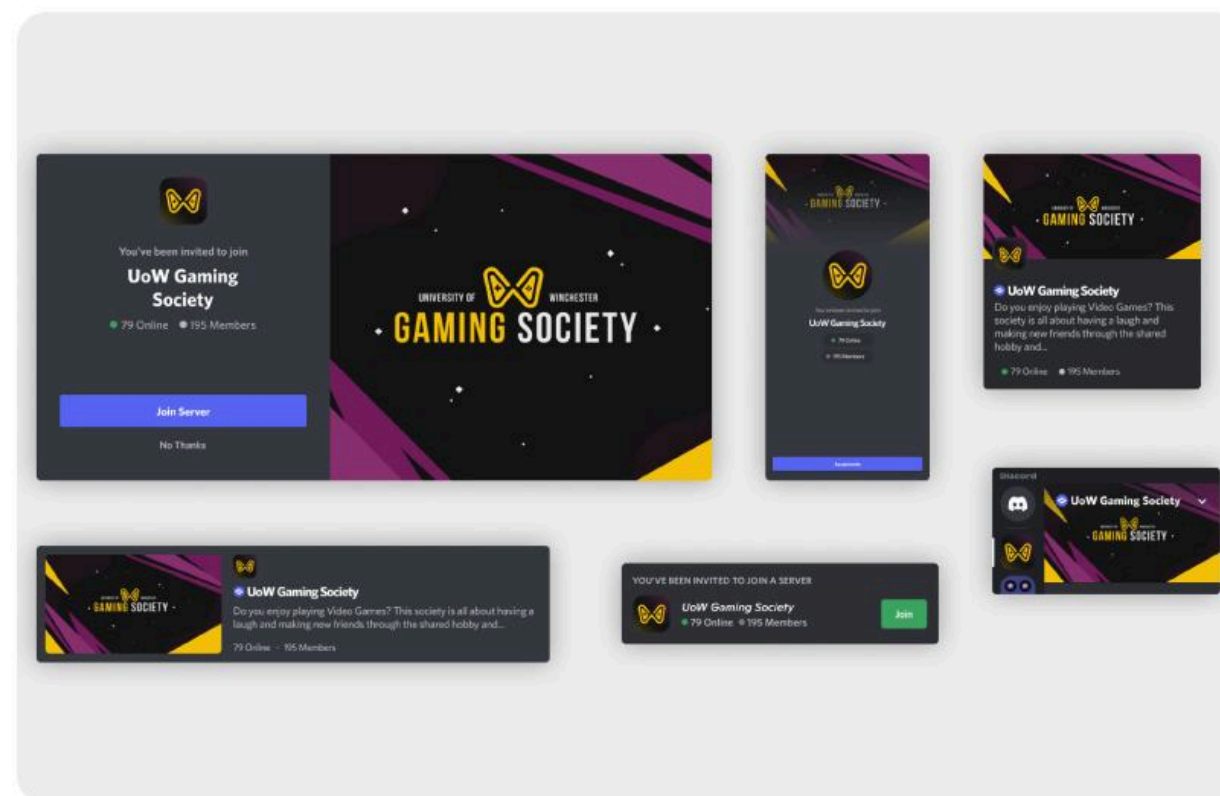 You've been invited to join
UoW Gaming
Society
79 Online 195 Members
Join Server
No Thanks
UNIVERSITY OF WINCHESTER
GAMING SOCIETY
GAMING SOCIETY
You've been invited to join
UoW Gaming Society
79 Online
195 Members
GAMING SOCIETY
UoW Gaming Society
Do you enjoy playing Video Games? This
society is all about having a laugh and
making new friends through the shared
hobby and...
79 Online 195 Members
Discord
UoW Gaming Society
GAMING SOCIETY
GAMING SOCIETY
UoW Gaming Society
Do you enjoy playing Video Games? This society is all about having a
laugh and making new friends through the shared hobby and...
79 Online · 195 Members
YOU'VE BEEN INVITED TO JOIN A SERVER
UoW Gaming Society
79 Online 195 Members
Join